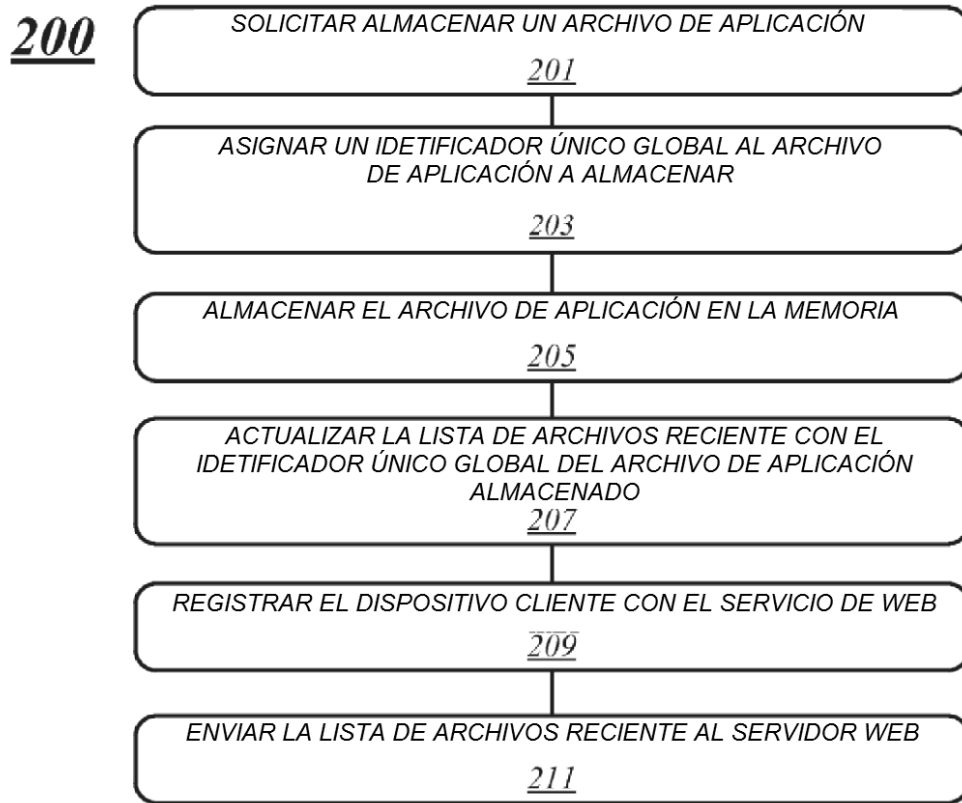 200
SOLICITAR ALMACENAR UN ARCHIVO DE APLICACIÓN
201
ASIGNAR UN IDETIFICADOR ÚNICO GLOBAL AL ARCHIVO
DE APLICACIÓN A ALMACENAR
203
ALMACENAR EL ARCHIVO DE APLICACIÓN EN LA MEMORIA
205
ACTUALIZAR LA LISTA DE ARCHIVOS RECIENTE CON EL
IDETIFICADOR ÚNICO GLOBAL DEL ARCHIVO DE APLICACIÓN
ALMACENADO
207
REGISTRAR EL DISPOSITIVO CLIENTE CON EL SERVICIO DE WEB
209
ENVIAR LA LISTA DE ARCHIVOS RECIENTE AL SERVIDOR WEB
211